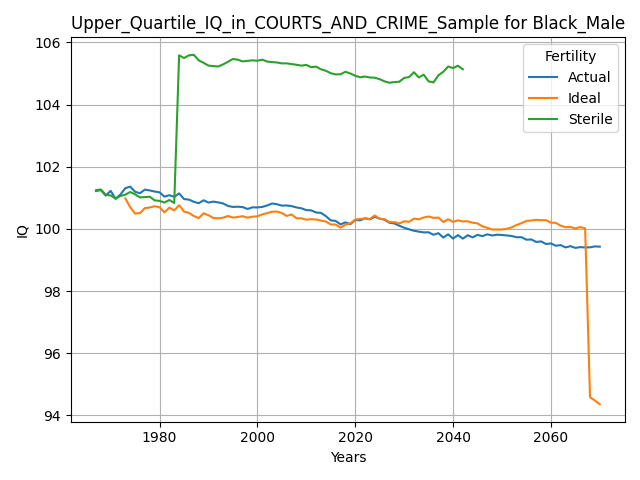 Upper_Quartile_IQ_in_COURTS_AND_CRIME_Sample for Black_Male
Fertility
Actual
Ideal
Sterile
106
104
102
100
98
96
94
IQ
1980
2000
2020
2040
2060
Years